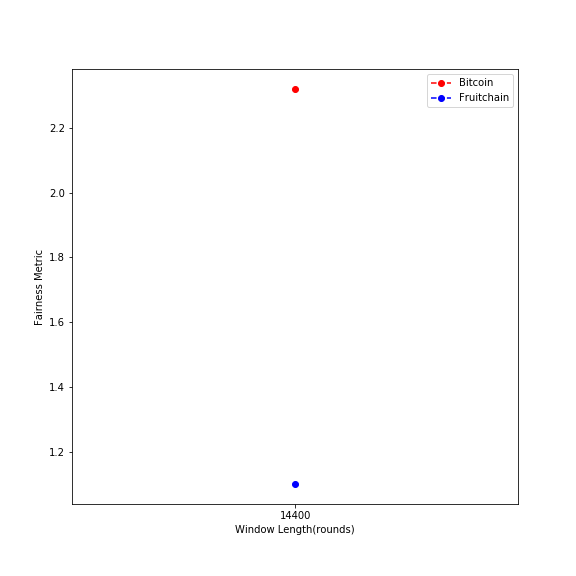 Bitcoin
Fruitchain
2.2
2.0
1.8
1.6
1.4
1.2
Fairness Metric
14400
Window Length(rounds)